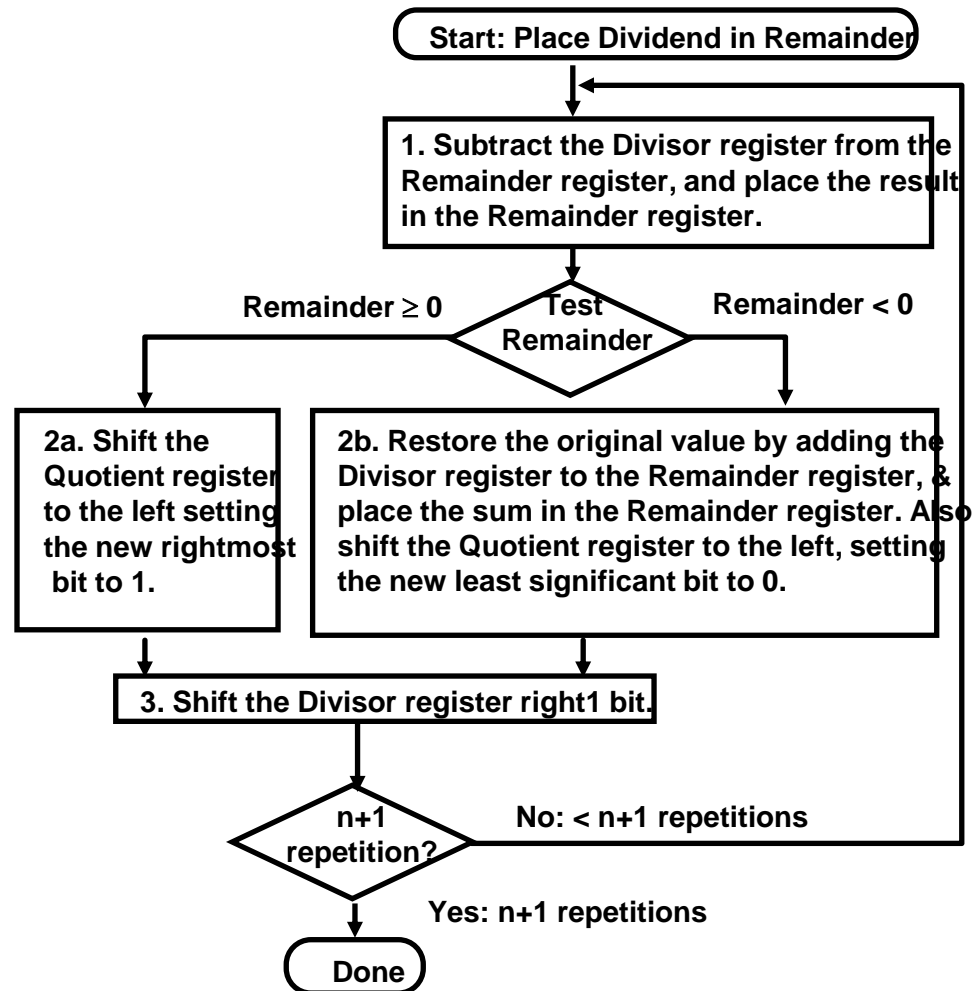 Start: Place Dividend in Remainder
1. Subtract the Divisor register from the
Remainder register, and place the result
in the Remainder register.
Remainder ≥ 0
Test
Remainder
Remainder < 0
2a. Shift the
Quotient register
to the left setting
the new rightmost
bit to 1.
2b. Restore the original value by adding the
Divisor register to the Remainder register, &
place the sum in the Remainder register. Also
shift the Quotient register to the left, setting
the new least significant bit to 0.
3. Shift the Divisor register right1 bit.
n+1
repetition?
No: < n+1 repetitions
Yes: n+1 repetitions
Done